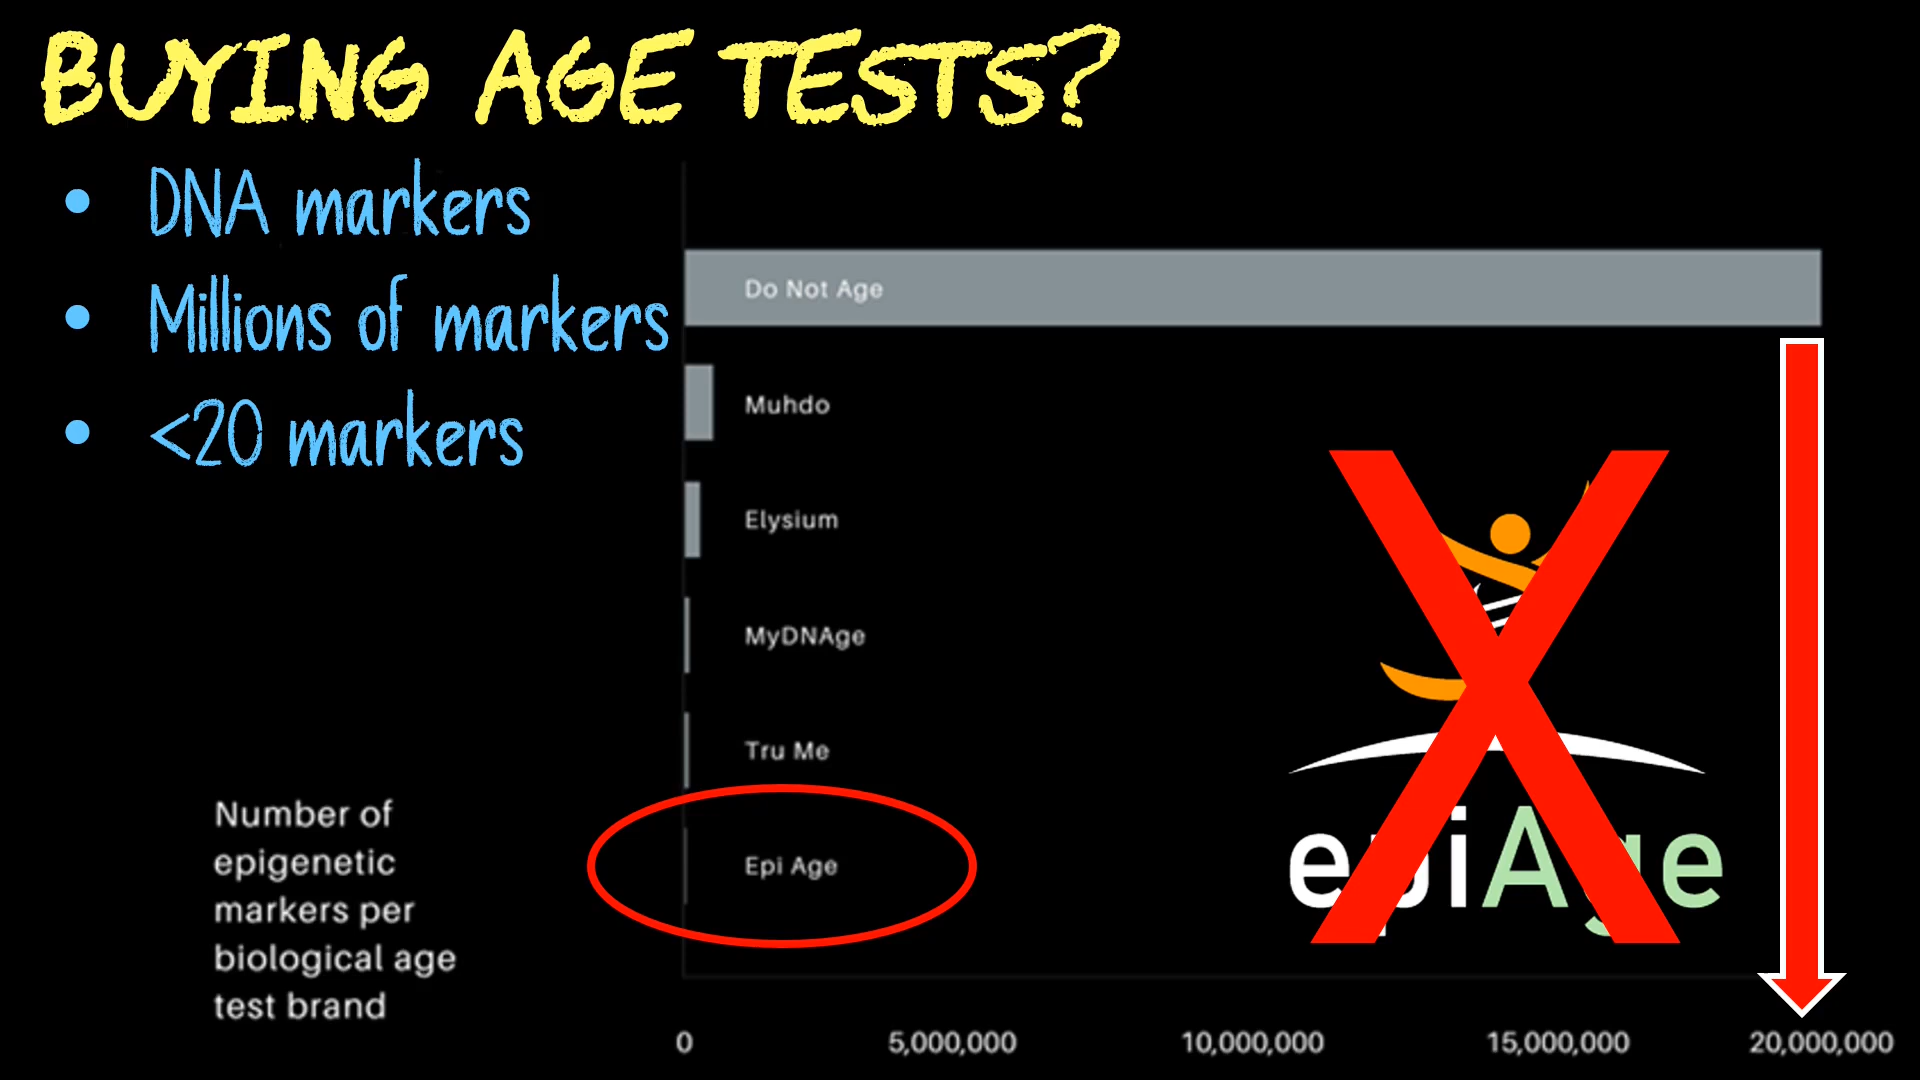 BUYING AGE TESTS?
• DNA markers
• Millions of markers
• <20 markers
Do Not Age
Muhdo
Elysium
MyDNAge
Tru Me
Epi Age
epiAge
Number of
epigenetic
markers per
biological age
test brand
0 5,000,000 10,000,000 15,000,000 20,000,000